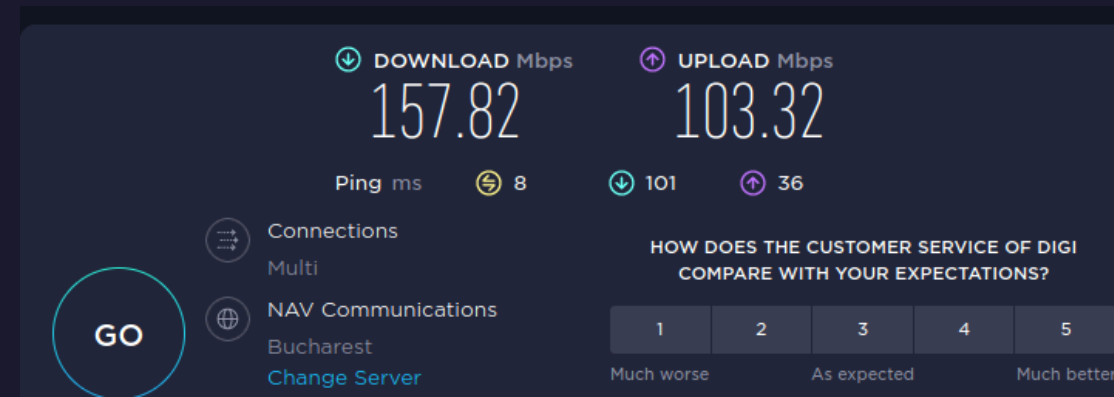 DOWNLOAD Mbps
157.82
UPLOAD Mbps
103.32
Ping ms 8 101 36
Connections
Multi
NAV Communications
Bucharest
Change Server
GO
HOW DOES THE CUSTOMER SERVICE OF DIGI
COMPARE WITH YOUR EXPECTATIONS?
1 2 3 4 5
Much worse As expected Much better